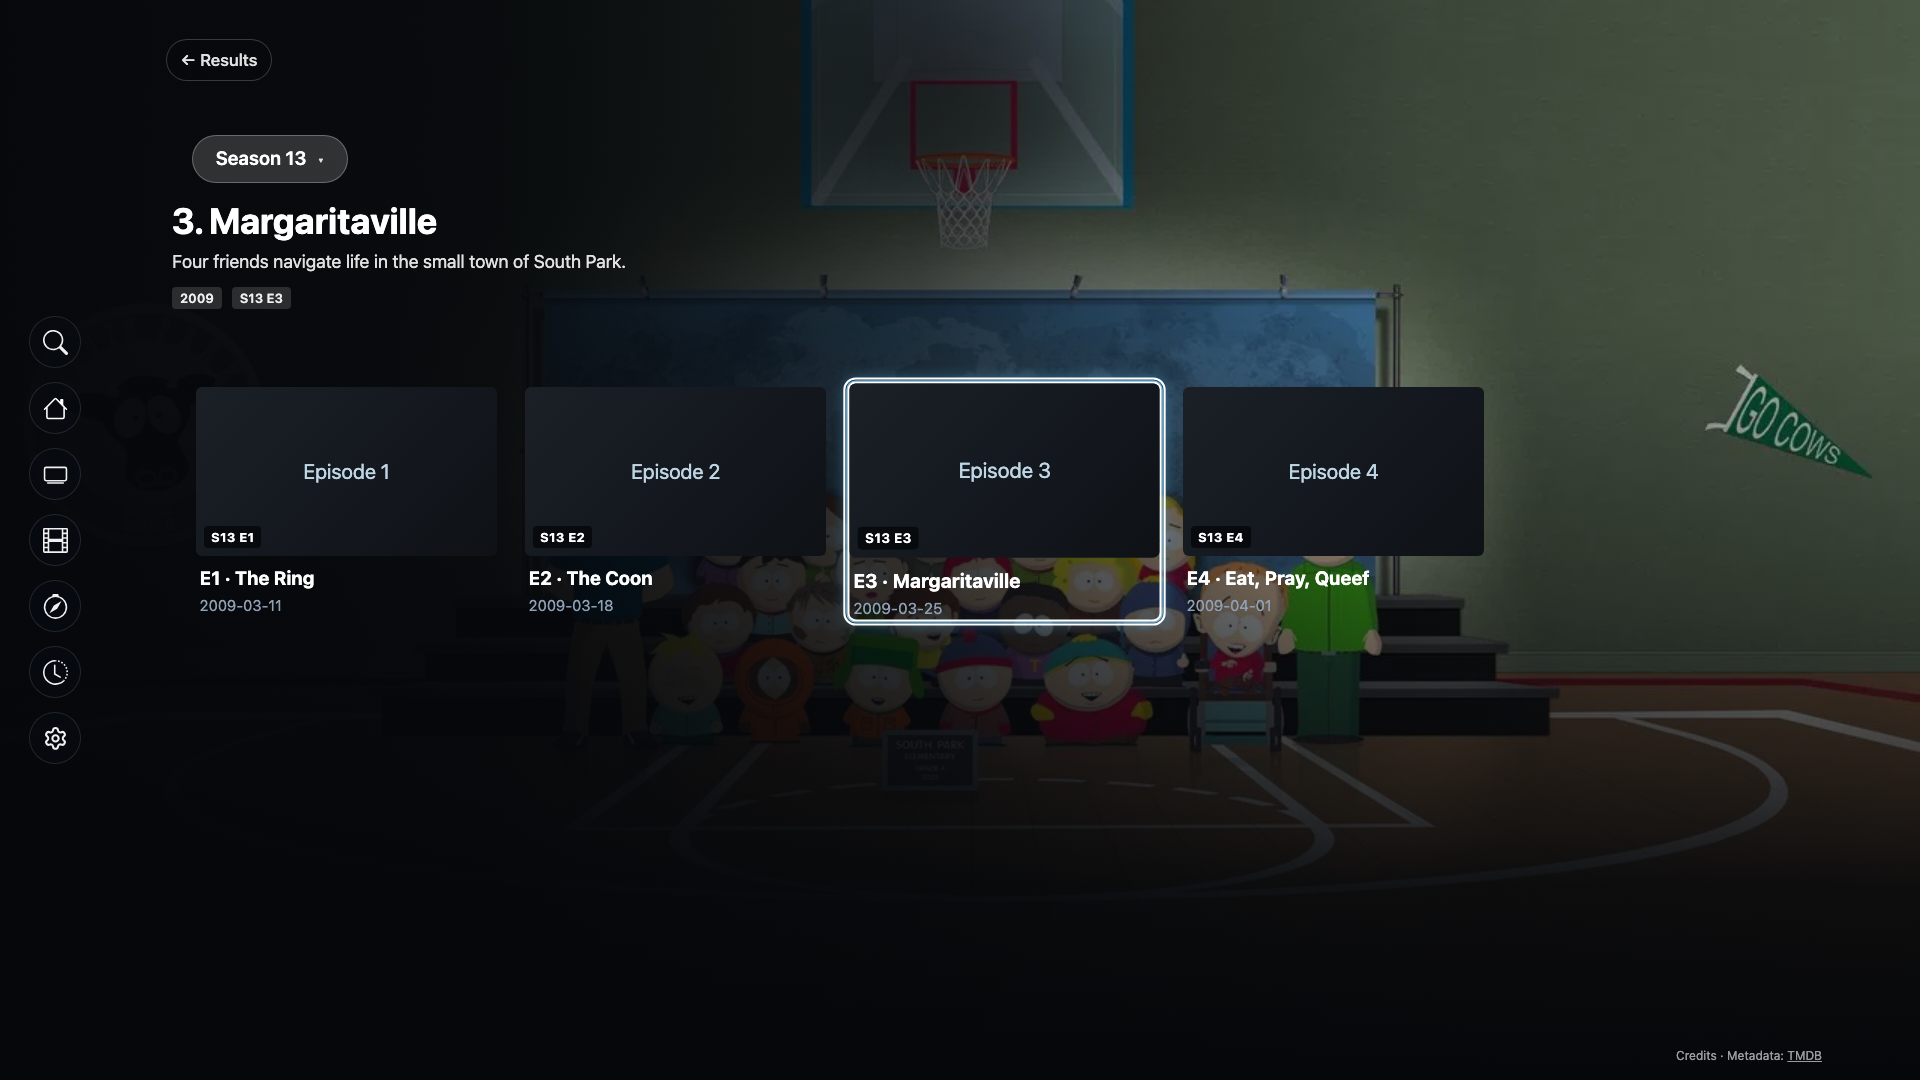 ← Results
Season 13
3. Margaritaville
Four friends navigate life in the small town of South Park.
2009 S13 E3
GO COWS
Episode 1
S13 E1
E1 · The Ring
2009-03-11
Episode 2
S13 E2
E2 · The Coon
2009-03-18
Episode 3
S13 E3
E3 · Margaritaville
2009-03-25
Episode 4
S13 E4
E4 · Eat, Pray, Queef
2009-04-01
SOUTH PARK
ELEMENTARY
Credits · Metadata: TMDB